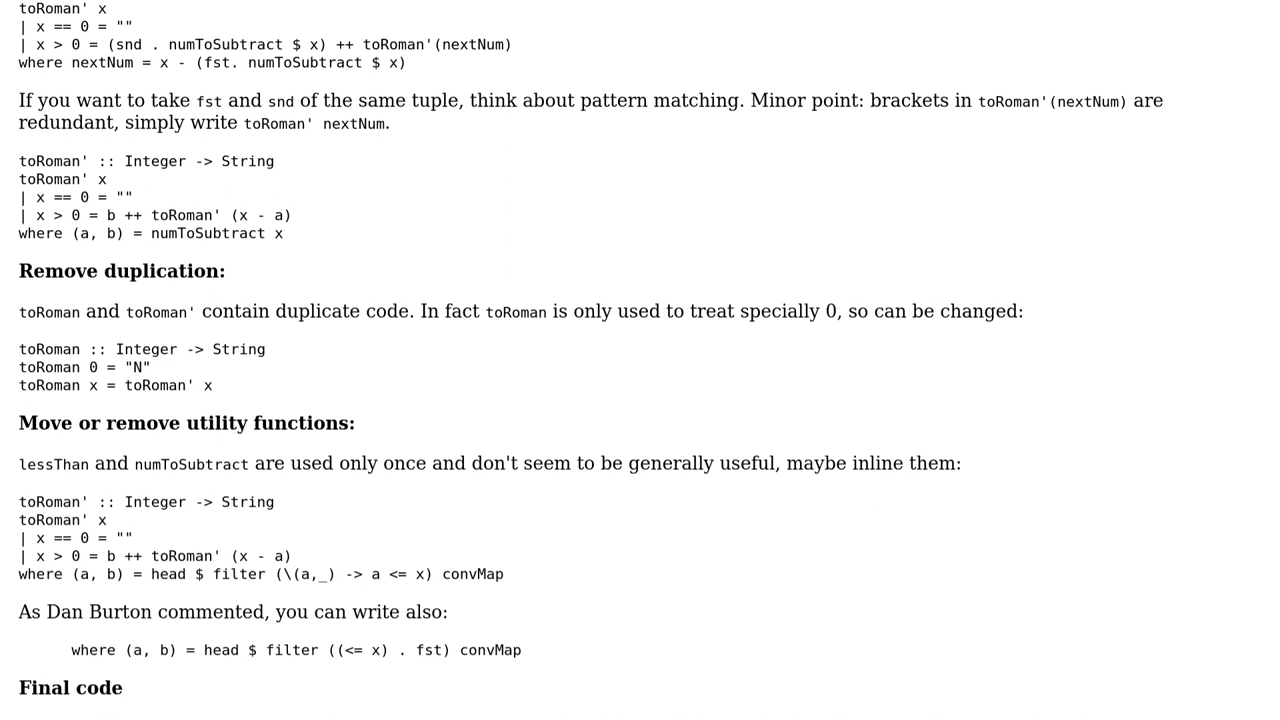 toRoman' x
| x == 0 = ""
| x > 0 = (snd . numToSubtract $ x) ++ toRoman'(nextNum)
where nextNum = x - (fst. numToSubtract $ x)
If you want to take fst and snd of the same tuple, think about pattern matching. Minor point: brackets in toRoman'(nextNum) are
redundant, simply write toRoman' nextNum.
toRoman' :: Integer -> String
toRoman' x
| x == 0 = ""
| x > 0 = b ++ toRoman' (x - a)
where (a, b) = numToSubtract x
Remove duplication:
toRoman and toRoman' contain duplicate code. In fact toRoman is only used to treat specially 0, so can be changed:
toRoman :: Integer -> String
toRoman 0 = "N"
toRoman x = toRoman' x
Move or remove utility functions:
lessThan and numToSubtract are used only once and don't seem to be generally useful, maybe inline them:
toRoman' :: Integer -> String
toRoman' x
| x == 0 = ""
| x > 0 = b ++ toRoman' (x - a)
where (a, b) = head $ filter (\(a,_) -> a <= x) convMap
As Dan Burton commented, you can write also:
where (a, b) = head $ filter ((<= x) . fst) convMap
Final code